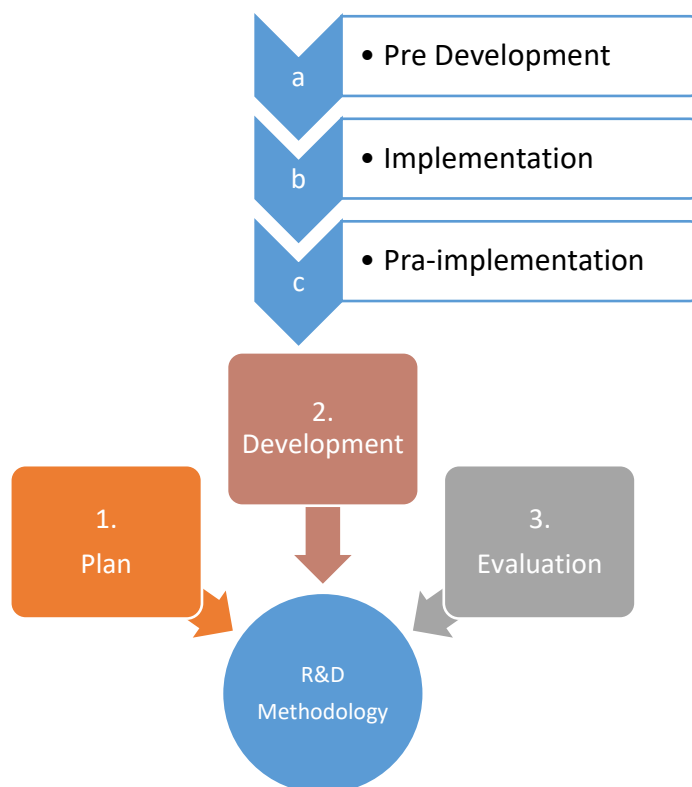 a
• Pre Development
b
• Implementation
c
• Pra-implementation
2.
Development
1.
Plan
3.
Evaluation
R&D
Methodology